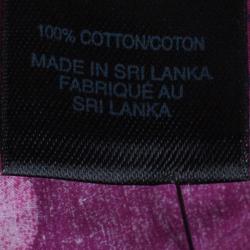 100% COTTON/COTON
MADE IN SRI LANKA
FABRIQUÉ AU
SRI LANKA